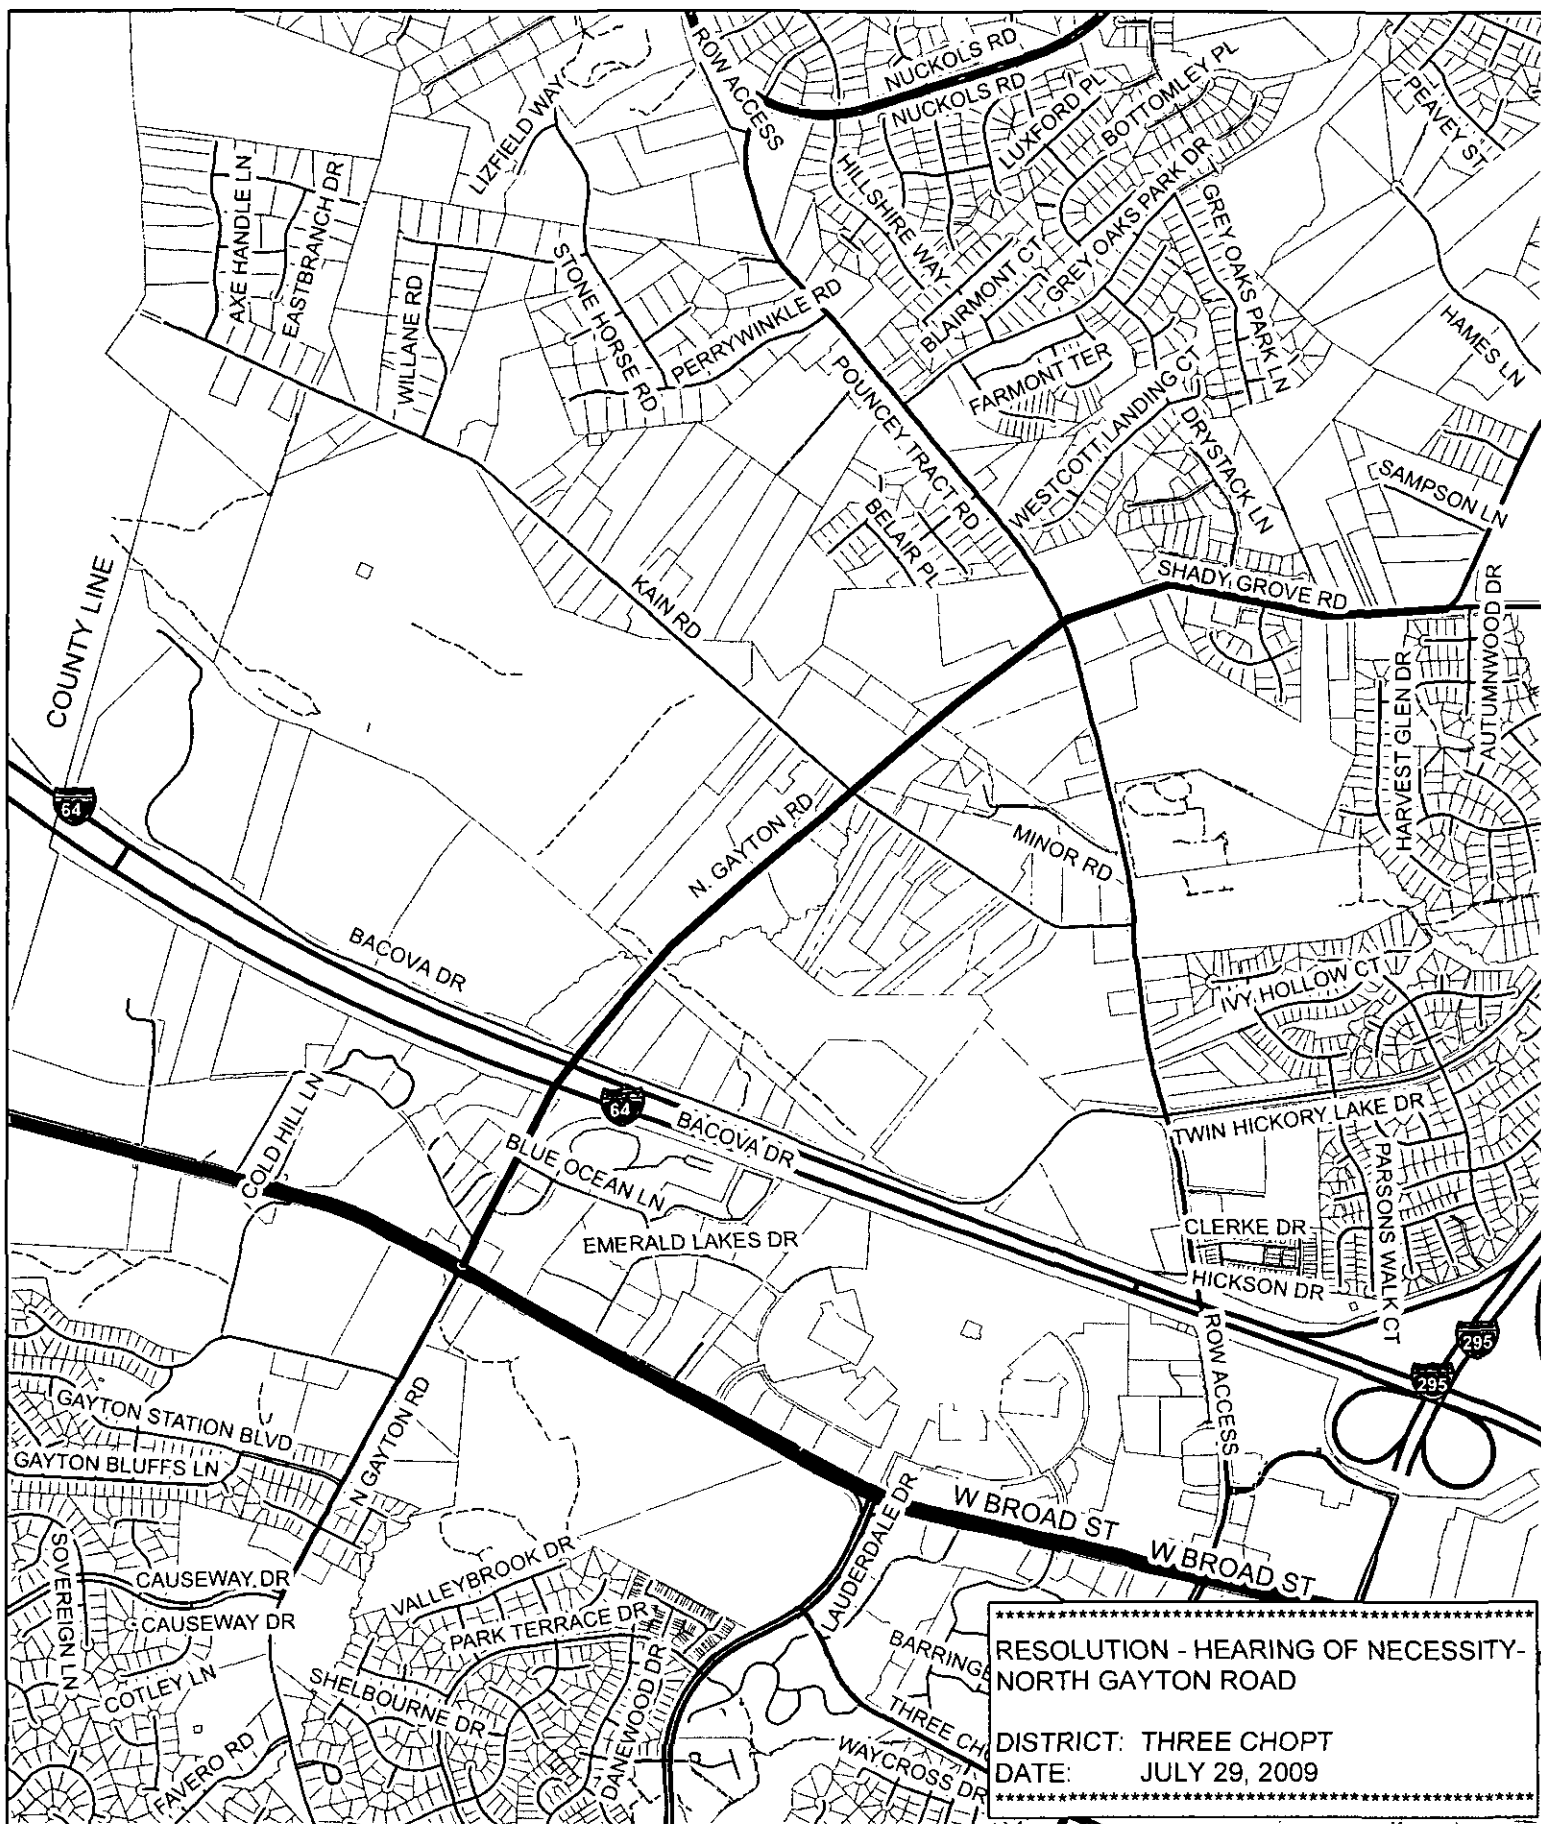 ROW ACCESS
NUCKOLS RD
NUCKOLS RD
LUXFORD PL
BOTTOMLEY PL
PEAVEY ST
LIZFIELD WAY
AXE HANDLE LN
EASTBRANCH DR
HILLSHIRE WAY
GREY OAKS PARK DR
GREY OAKS PARK LN
BLAIRMONT CT
WILLANE RD
STONE HORSE RD
PERRYWINKLE RD
HAMES LN
FARMONT TER
POUNCEY TRACT RD
WESTCOTT LANDING CT
DRYSTACK LN
SAMPSON LN
BELAIR PL
KAIN RD
SHADY GROVE RD
COUNTY LINE
AUTUMNWOOD DR
HARVEST GLEN DR
64
N. GAYTON RD
MINOR RD
BACOVA DR
IVY HOLLOW CT
COLD HILL LN
64
BACOVA DR
TWIN HICKORY LAKE DR
BLUE OCEAN LN
PARSONS WALK CT
EMERALD LAKES DR
CLERKE DR
HICKSON DR
ROW ACCESS
295
295
N GAYTON RD
GAYTON STATION BLVD
GAYTON BLUFFS LN
W BROAD ST
W BROAD ST
LAUDERDALE DR
SOVEREIGN LN
CAUSEWAY DR
CAUSEWAY DR
VALLEYBROOK DR
PARK TERRACE DR
COTLEY LN
SHELBOURNE DR
DANEWOOD DR
BARRINGE
THREE CH
WAYCROSS DR
FAVERO RD
RESOLUTION - HEARING OF NECESSITY-
NORTH GAYTON ROAD
DISTRICT: THREE CHOPT
DATE: JULY 29, 2009